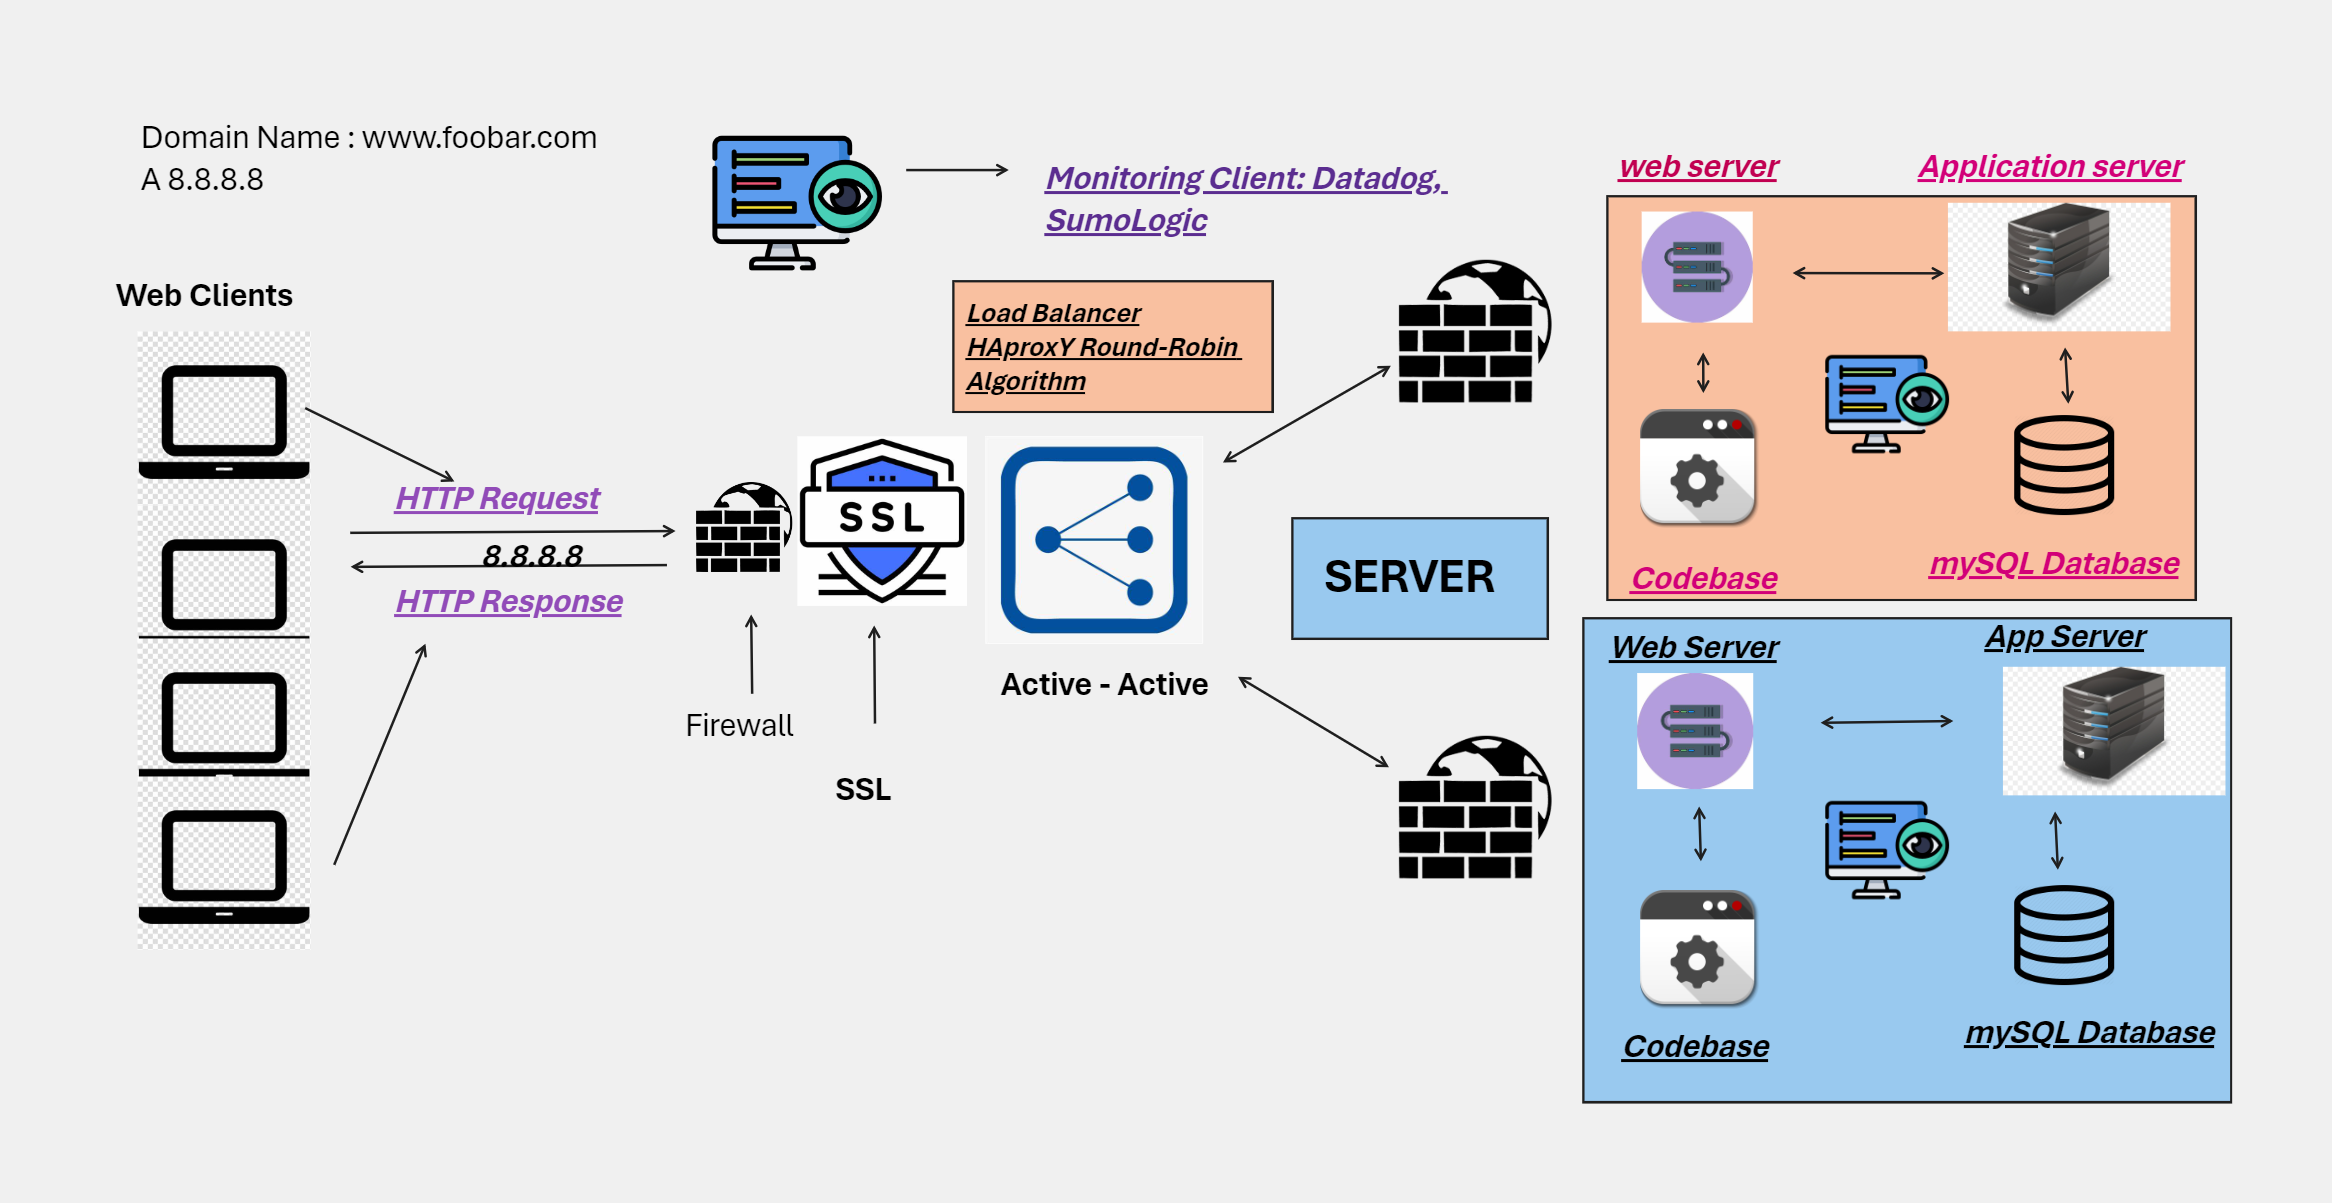 Domain Name : www.foobar.com
A 8.8.8.8
Monitoring Client: Datadog,
SumoLogic
web server
Application server
Web Clients
Load Balancer
HAproxY Round-Robin
Algorithm
HTTP Request
8.8.8.8
HTTP Response
SSL
SERVER
Codebase
mySQL Database
Active - Active
Firewall
SSL
Web Server
App Server
Codebase
mySQL Database